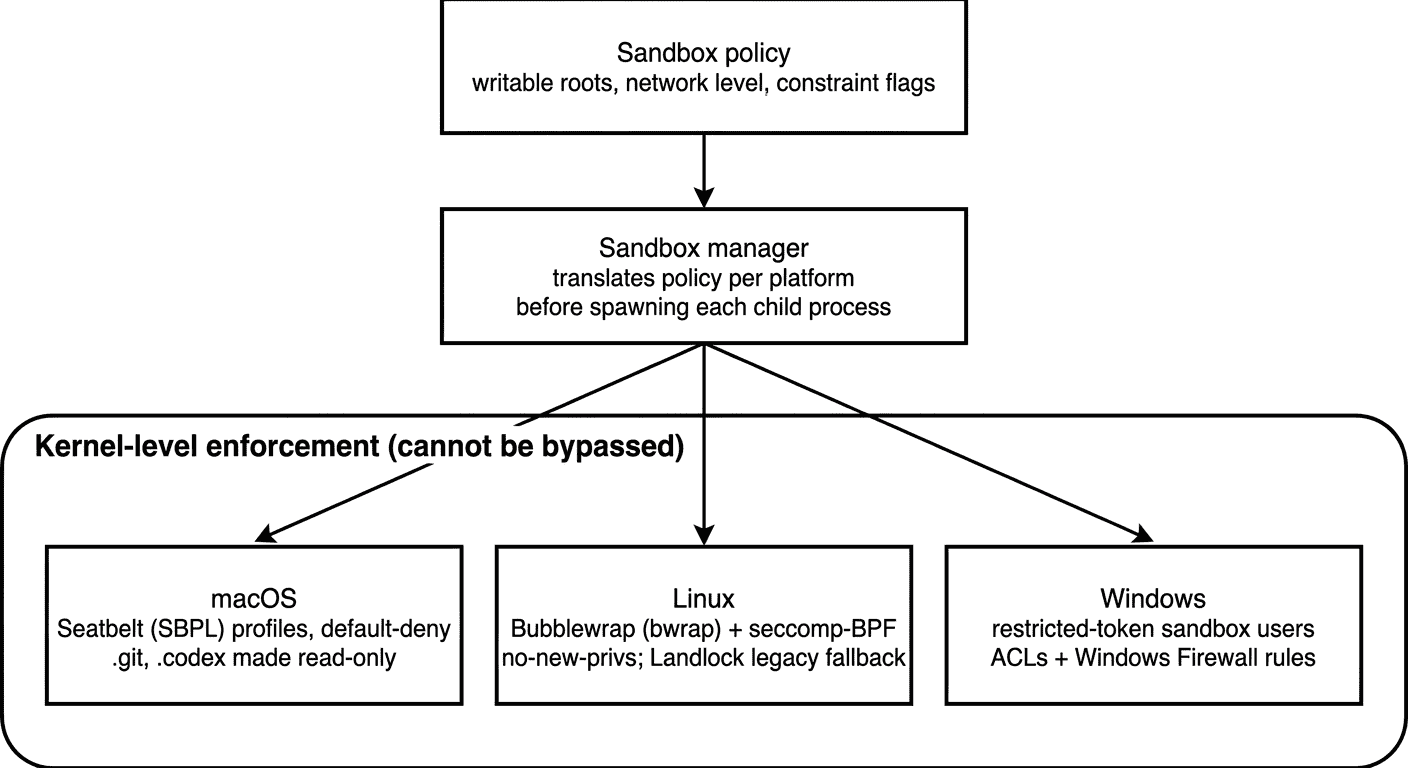 Sandbox policy
writable roots, network level, constraint flags
Sandbox manager
translates policy per platform
before spawning each child process
Kernel-level enforcement (cannot be bypassed)
macOS
Seatbelt (SBPL) profiles, default-deny
.git, .codex made read-only
Linux
Bubblewrap (bwrap) + seccomp-BPF
no-new-privs; Landlock legacy fallback
Windows
restricted-token sandbox users
ACLs + Windows Firewall rules